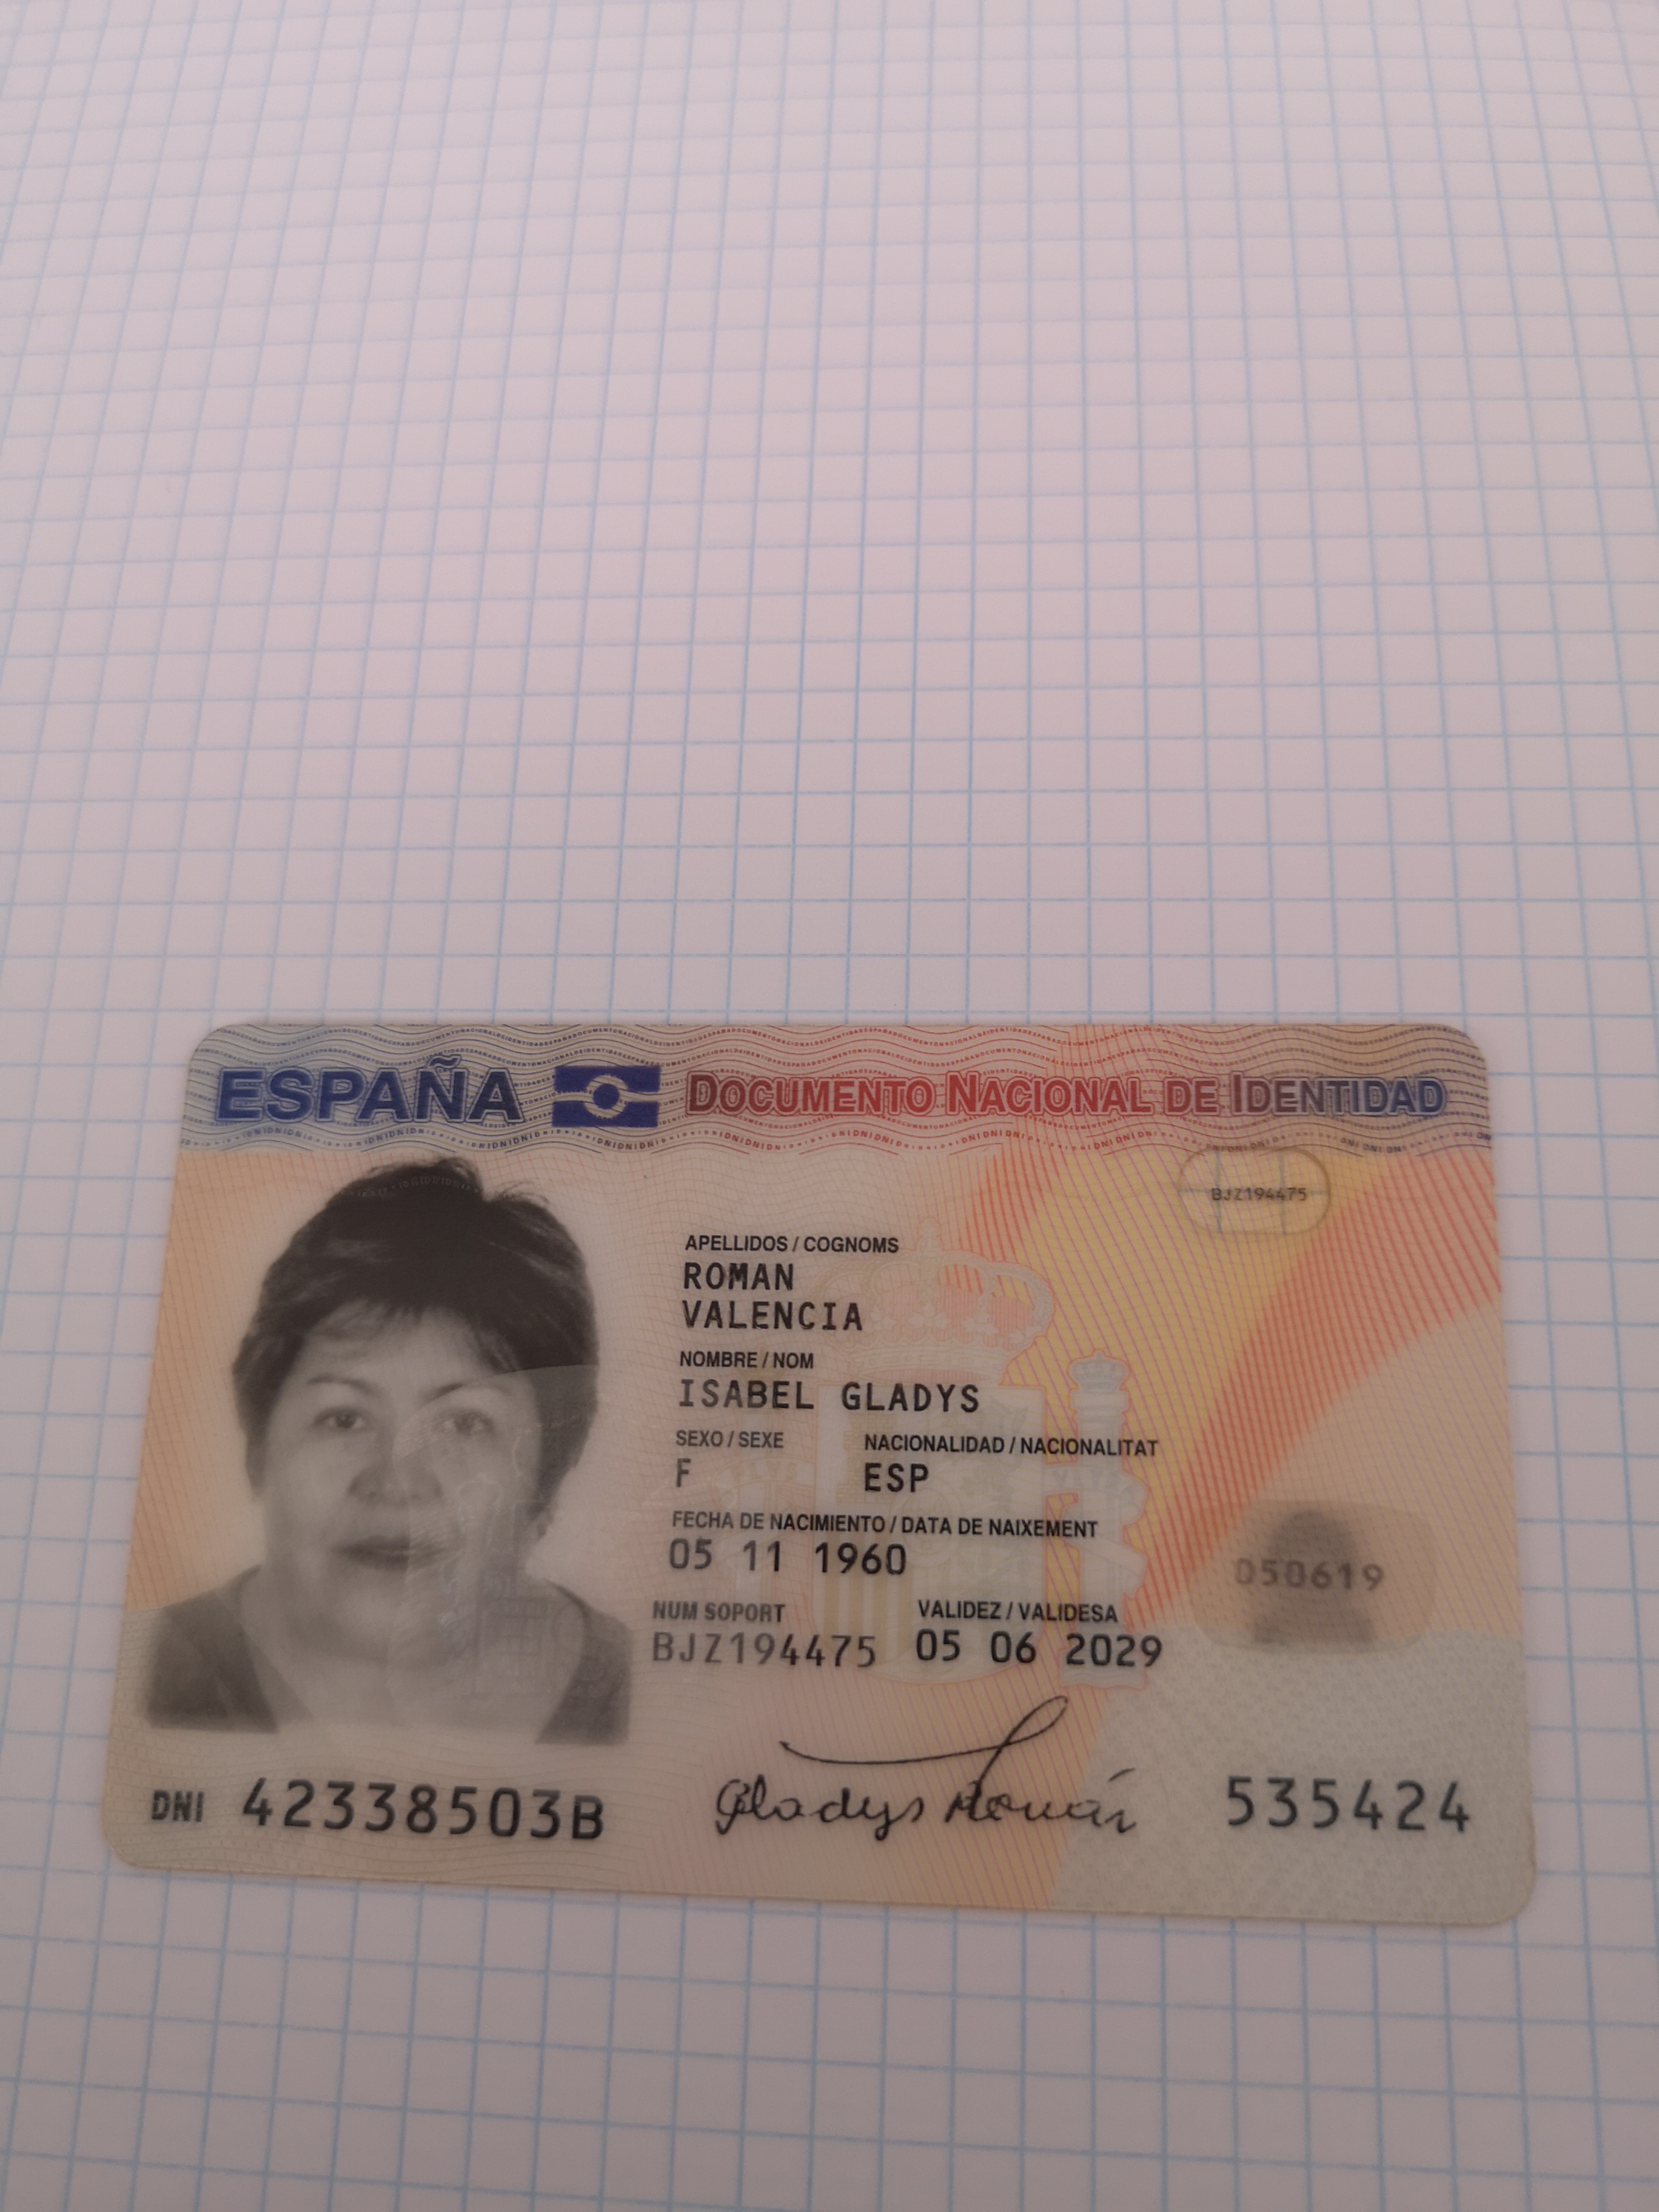 ESPAÑA DOCUMENTO NACIONAL DE IDENTIDAD
BJZ194475
APELLIDOS / COGNOMS
ROMAN
VALENCIA
NOMBRE / NOM
ISABEL GLADYS
SEXO / SEXE NACIONALIDAD / NACIONALITAT
F ESP
FECHA DE NACIMIENTO / DATA DE NAIXEMENT
05 11 1960
D50619
NUM SOPORT VALIDEZ / VALIDESA
BJZ194475 05 06 2029
Gladys Román
DNI 42338503B 535424